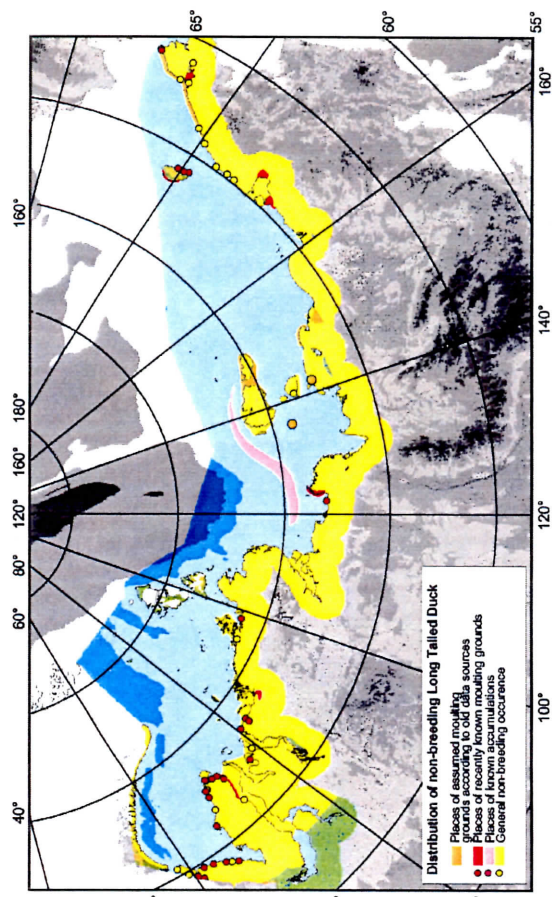 40°
60°
80°
120°
160°
180°
160°
65°
60°
55°
Distribution of non-breeding Long Tailed Duck
Places of assumed moulting
grounds according to old data sources
Places of recently known moulting grounds
Places of known accumulations
General non-breeding occurence
100°
120°
140°
160°